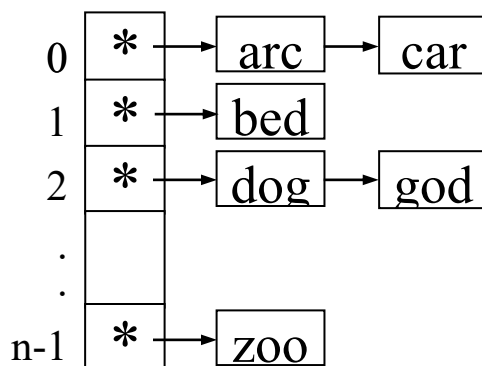 0 * arc car
1 * bed
2 * dog god
.
.
n-1 * zoo